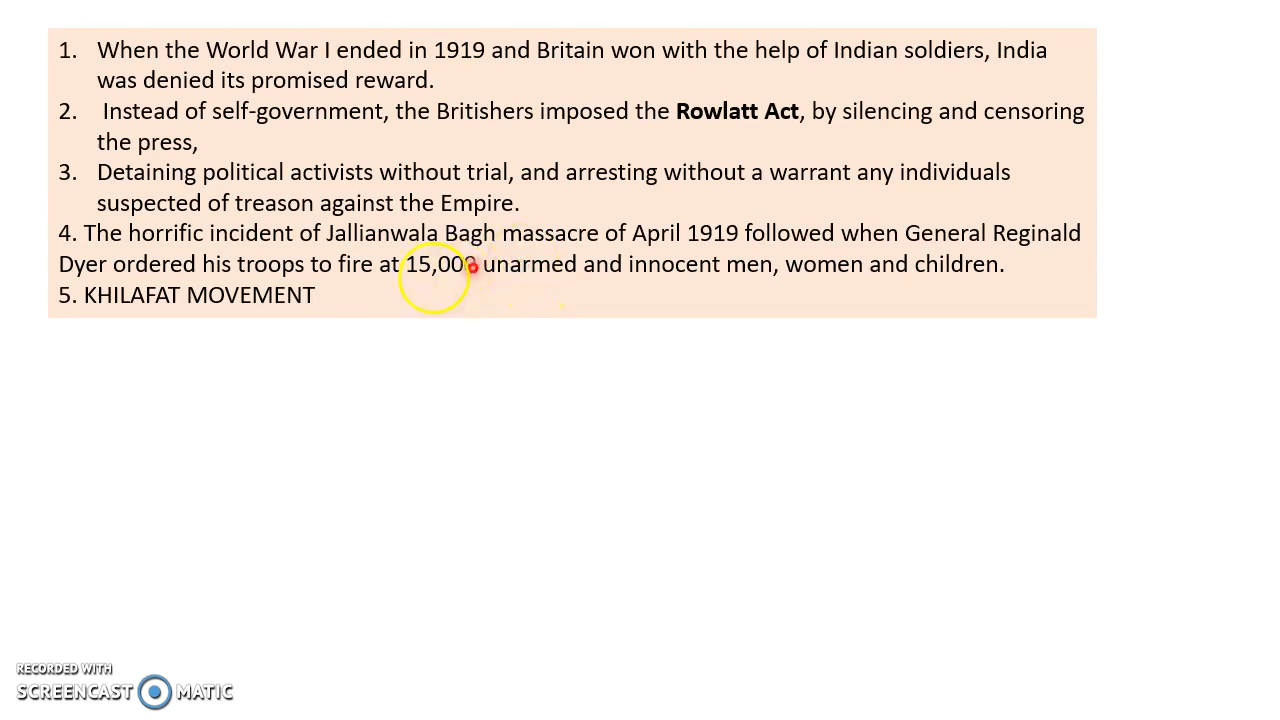 1. When the World War I ended in 1919 and Britain won with the help of Indian soldiers, India
was denied its promised reward.
2. Instead of self-government, the Britishers imposed the Rowlatt Act, by silencing and censoring
the press,
3. Detaining political activists without trial, and arresting without a warrant any individuals
suspected of treason against the Empire.
4. The horrific incident of Jallianwala Bagh massacre of April 1919 followed when General Reginald
Dyer ordered his troops to fire at 15,000 unarmed and innocent men, women and children.
5. KHILAFAT MOVEMENT
RECORDED WITH
SCREENCAST MATIC